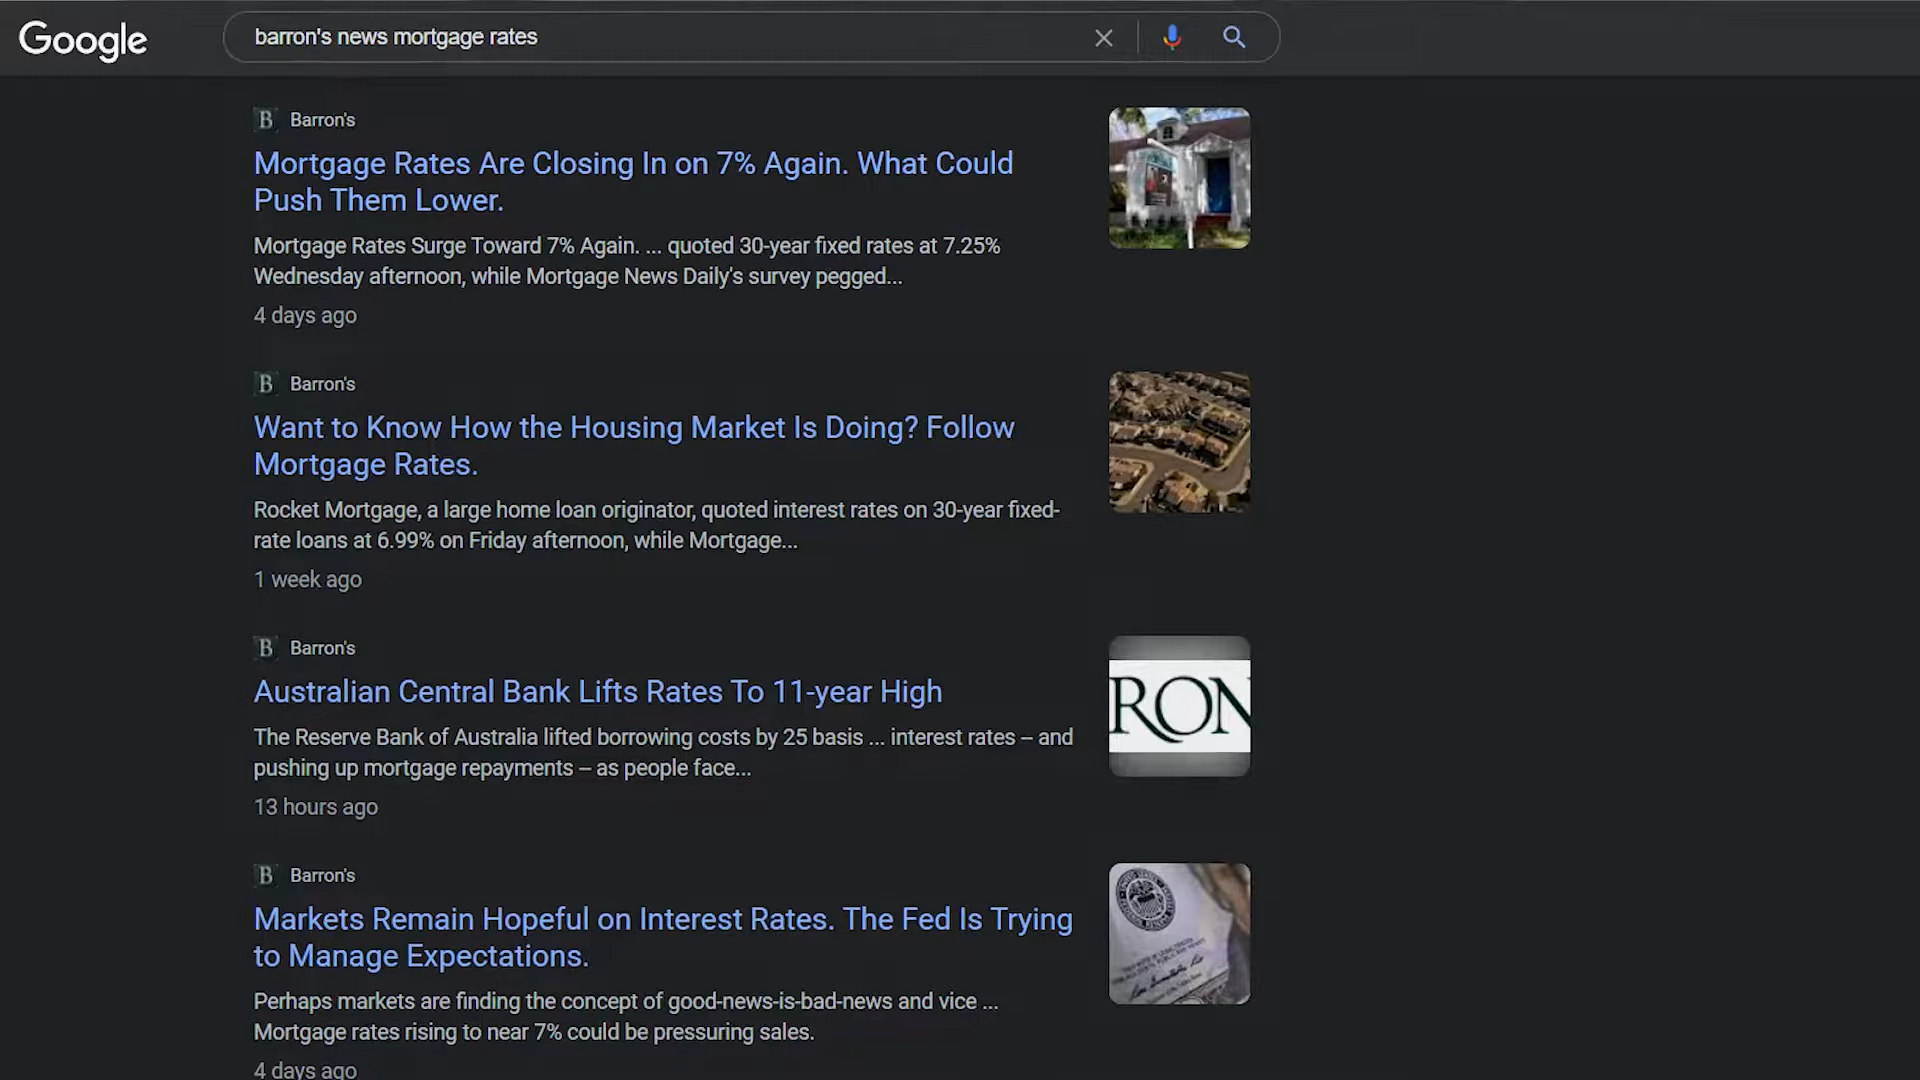 Google
barron's news mortgage rates
B Barron's
Mortgage Rates Are Closing In on 7% Again. What Could
Push Them Lower.
Mortgage Rates Surge Toward 7% Again. ... quoted 30-year fixed rates at 7.25%
Wednesday afternoon, while Mortgage News Daily's survey pegged...
4 days ago
B Barron's
Want to Know How the Housing Market Is Doing? Follow
Mortgage Rates.
Rocket Mortgage, a large home loan originator, quoted interest rates on 30-year fixed-
rate loans at 6.99% on Friday afternoon, while Mortgage...
1 week ago
B Barron's
Australian Central Bank Lifts Rates To 11-year High
RON
The Reserve Bank of Australia lifted borrowing costs by 25 basis ... interest rates – and
pushing up mortgage repayments – as people face...
13 hours ago
B Barron's
Markets Remain Hopeful on Interest Rates. The Fed Is Trying
to Manage Expectations.
Perhaps markets are finding the concept of good-news-is-bad-news and vice ...
Mortgage rates rising to near 7% could be pressuring sales.
4 days ago